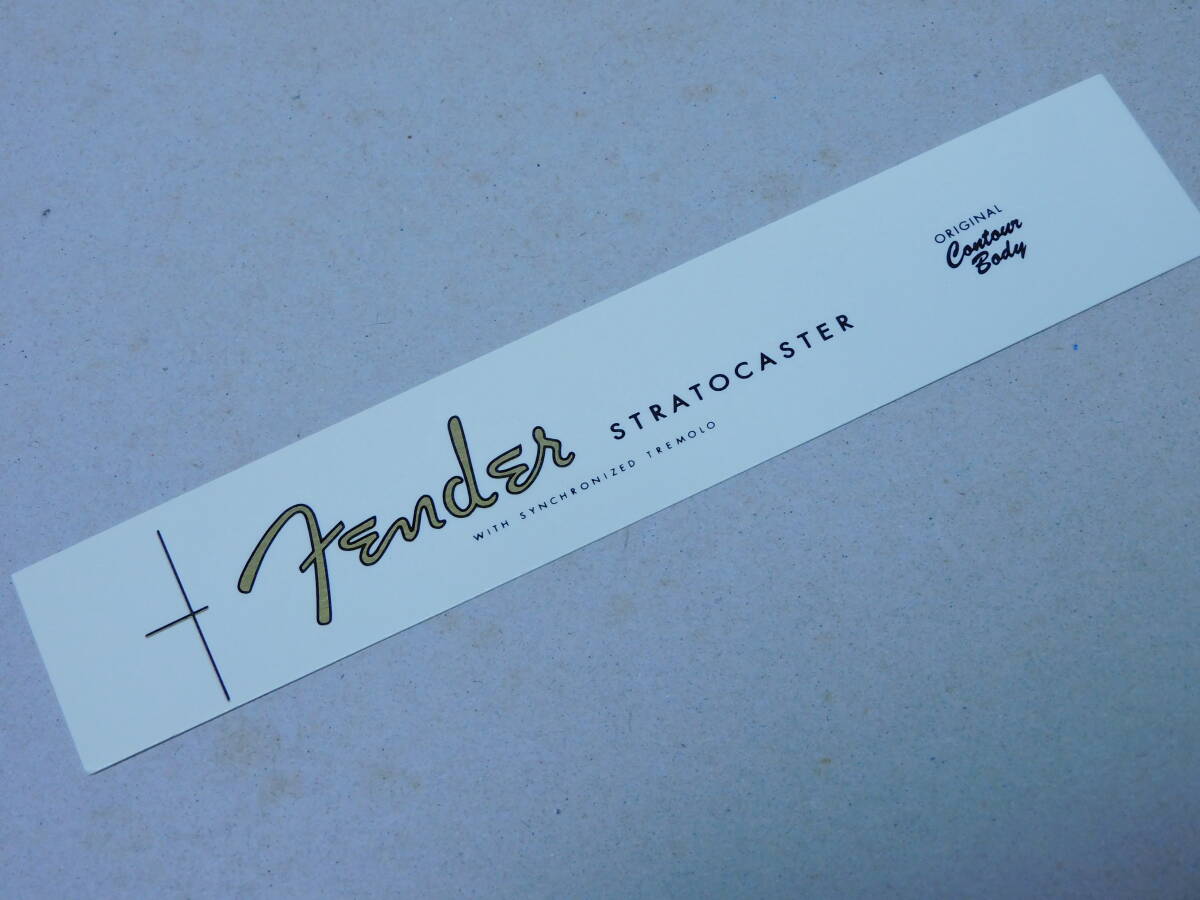 Fender STRATOCASTER
WITH SYNCHRONIZED TREMOLO
ORIGINAL
Contour
Body